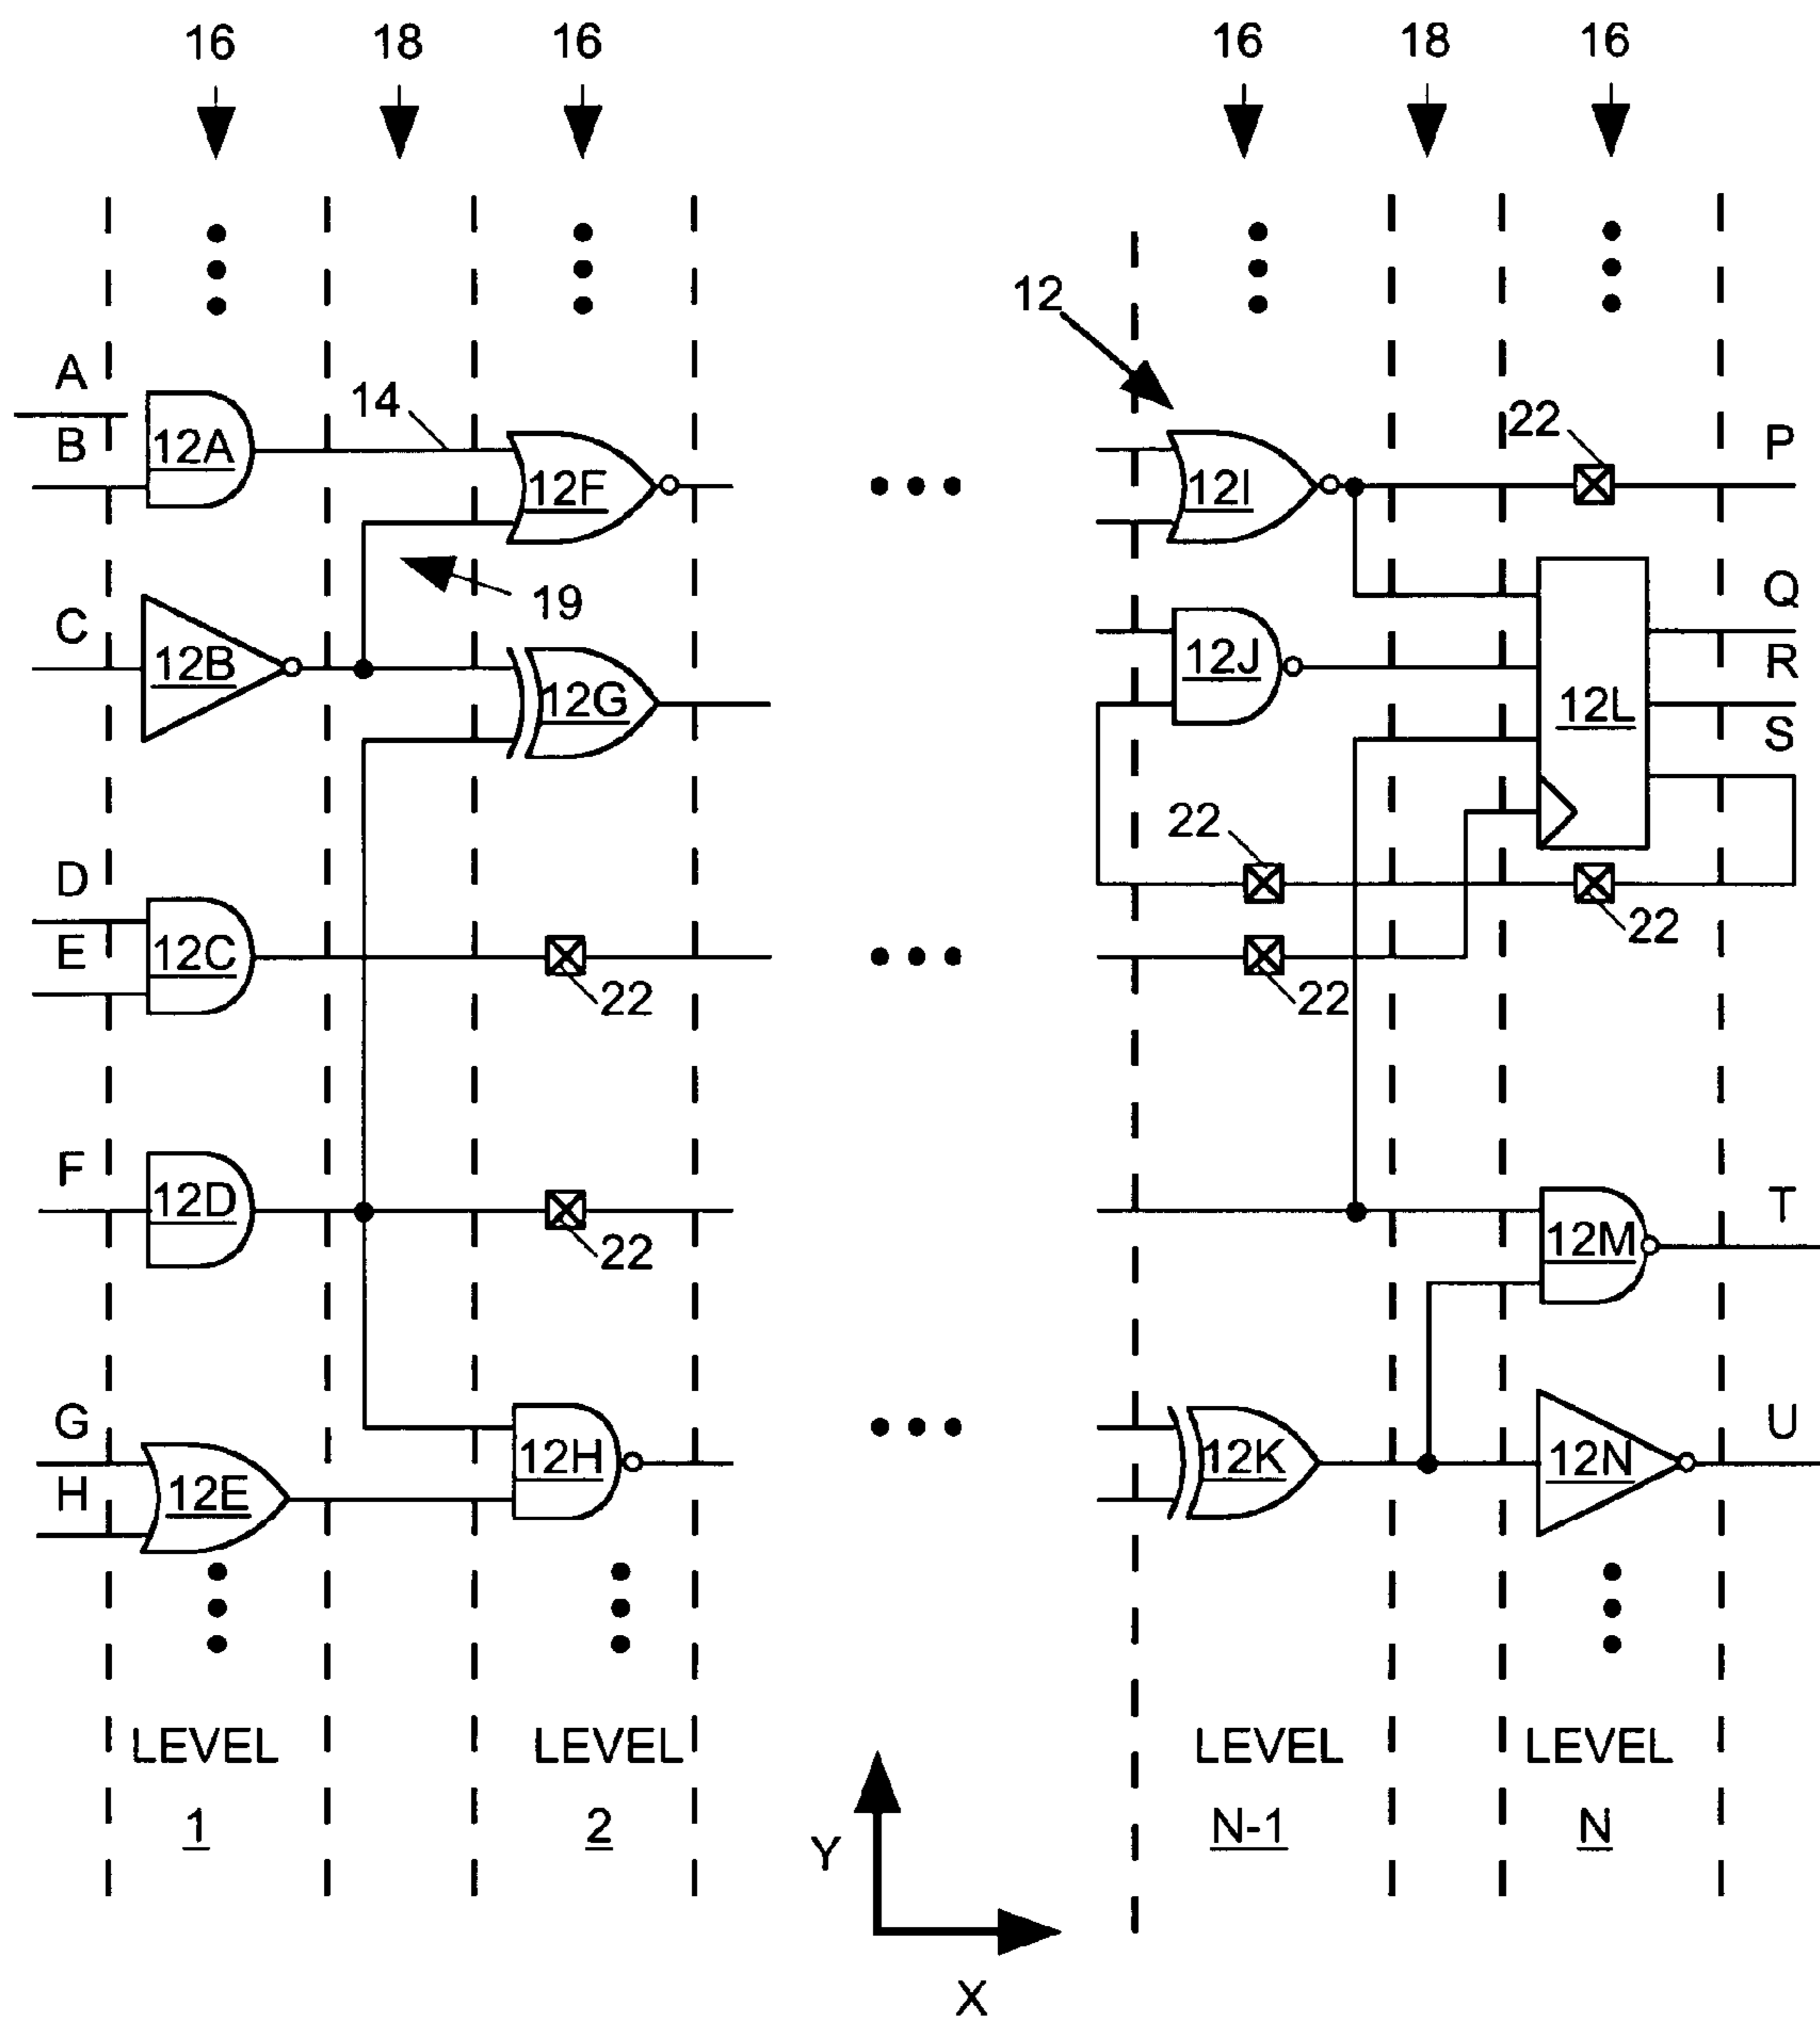 16 18 16 16 18 16
12
A
14
22
P
B
12A
12F
12I
Q
19
C
12B
12J
R
12G
12L
S
22
D
22
E
12C
22
22
F
12D
T
22
12M
G
U
12H
12K
12N
H
12E
LEVEL LEVEL LEVEL LEVEL
1 2 N-1 N
Y
X